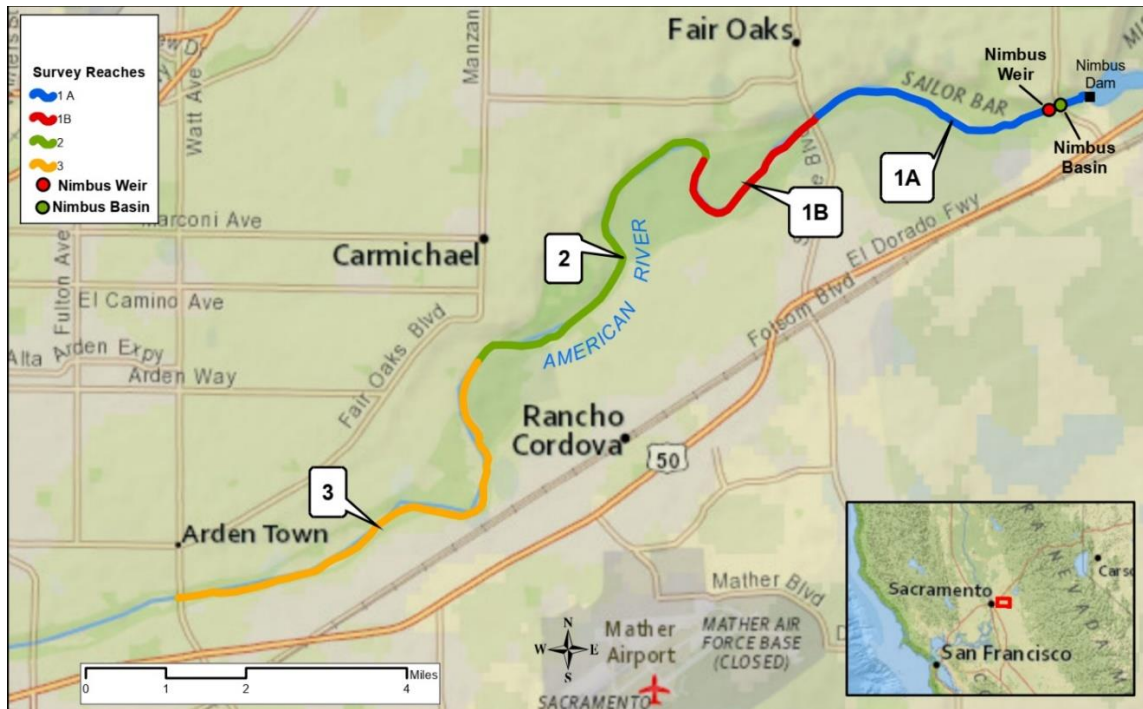 Survey Reaches
1 A
1B
2
3
Nimbus Weir
Nimbus Basin
Watt Ave
Manzan
Fair Oaks
SAILOR BAR
Nimbus
Weir
Nimbus
Dam
Nimbus
Basin
1A
1B
2
Marconi Ave
Fulton Ave
Carmichael
El Camino Ave
AMERICAN RIVER
El Dorado Fwy
Folsom Blvd
Alta
Arden Expy
Arden Way
Fair Oaks Blvd
Rancho
Cordova
50
3
Arden Town
Mather Blvd
Mather
Airport
MATHER AIR
FORCE BASE
(CLOSED)
SACRAMENTO
N
W E
S
0 1 2 4
Miles
Sacramento
San Francisco
NEVADA
Carso